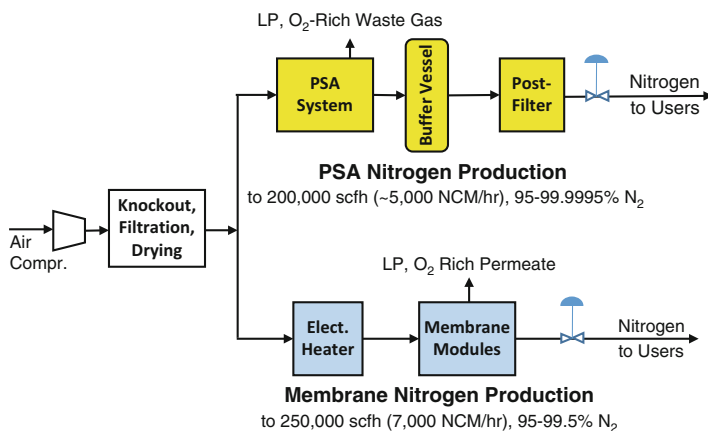 LP, O₂-Rich Waste Gas
PSA
System
Buffer Vessel
Post-
Filter
Nitrogen
to Users
PSA Nitrogen Production
to 200,000 scfh (~5,000 NCM/hr), 95-99.9995% N₂
Air
Compr.
Knockout,
Filtration,
Drying
LP, O₂ Rich Permeate
Elect.
Heater
Membrane
Modules
Nitrogen
to Users
Membrane Nitrogen Production
to 250,000 scfh (7,000 NCM/hr), 95-99.5% N₂